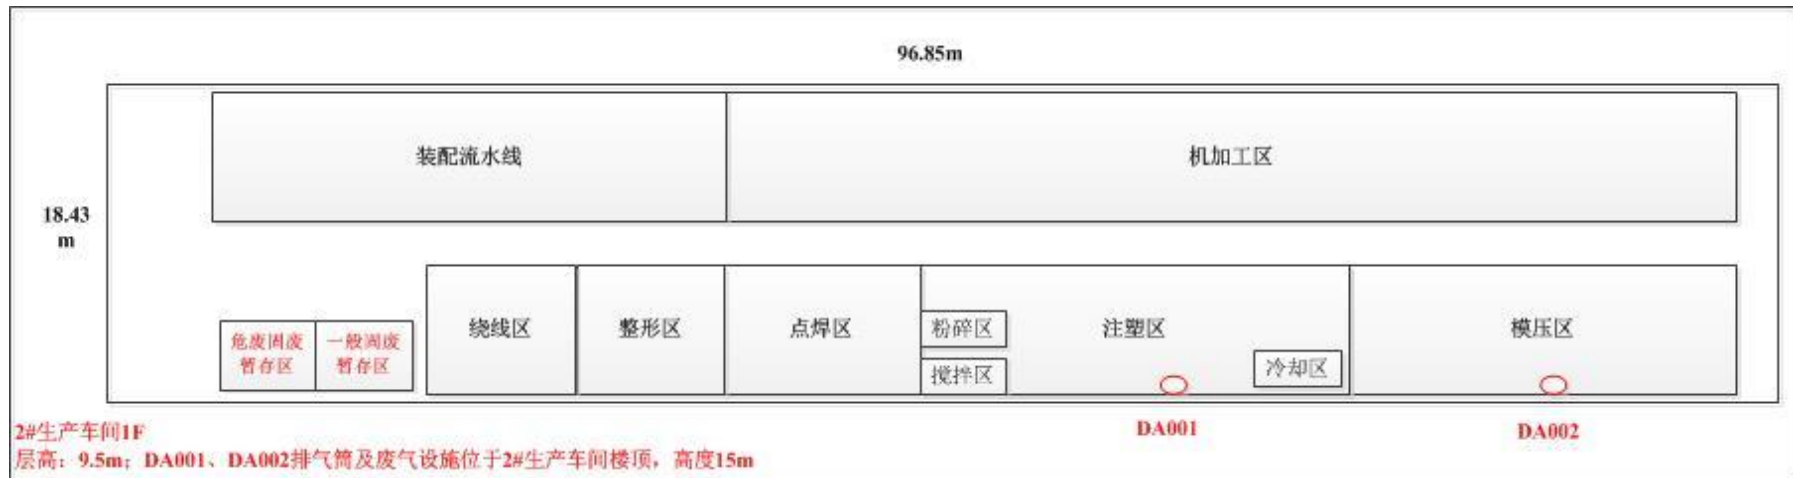 96.85m
装配流水线
机加工区
18.43
m
绕线区
整形区
点焊区
粉碎区
搅拌区
注塑区
冷却区
模压区
危废固废
暂存区
一般固废
暂存区
DA001
DA002
2#生产车间1F
层高：9.5m；DA001、DA002排气筒及废气设施位于2#生产车间楼顶，高度15m